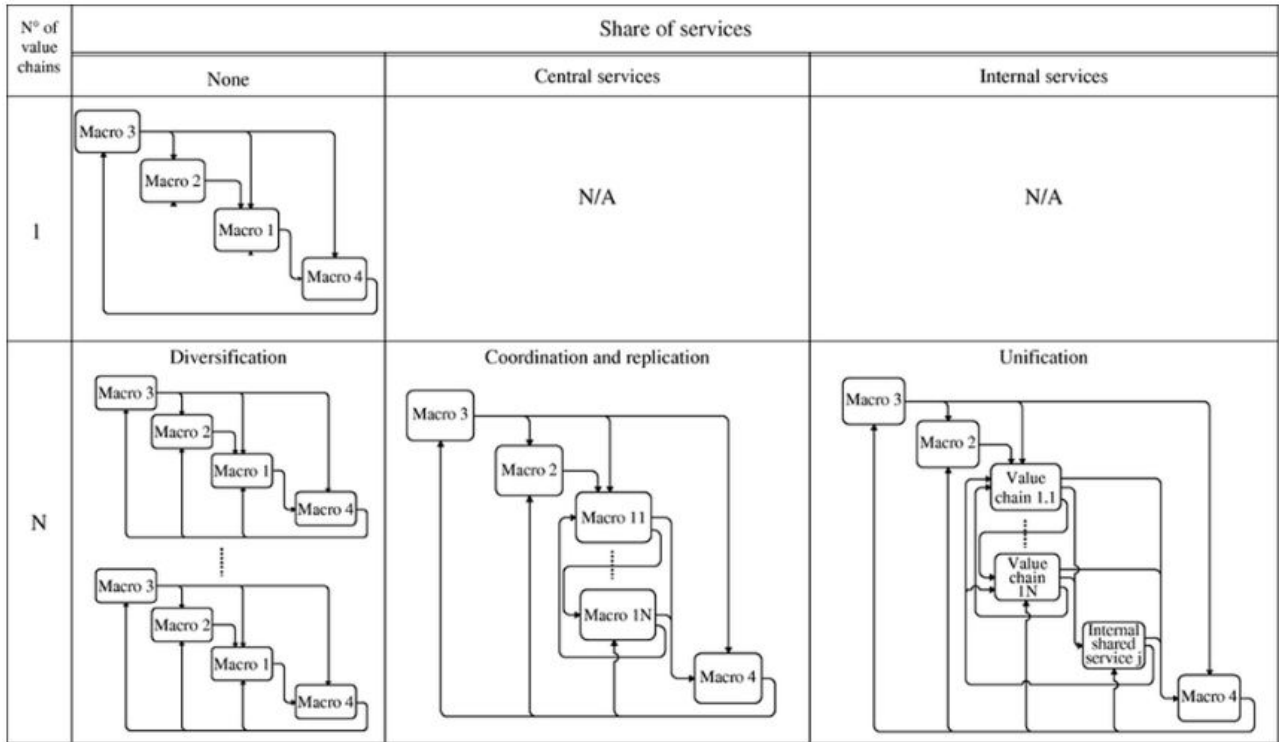 N° of
value
chains
Share of services
None
Central services
Internal services
1
Macro 3
Macro 2
Macro 1
Macro 4
N/A
N/A
N
Diversification
Macro 3
Macro 2
Macro 1
Macro 4
Macro 3
Macro 2
Macro 1
Macro 4
Coordination and replication
Macro 3
Macro 2
Macro 11
Macro 1N
Macro 4
Unification
Macro 3
Macro 2
Value
chain 1.1
Value
chain
1N
Internal
shared
service j
Macro 4